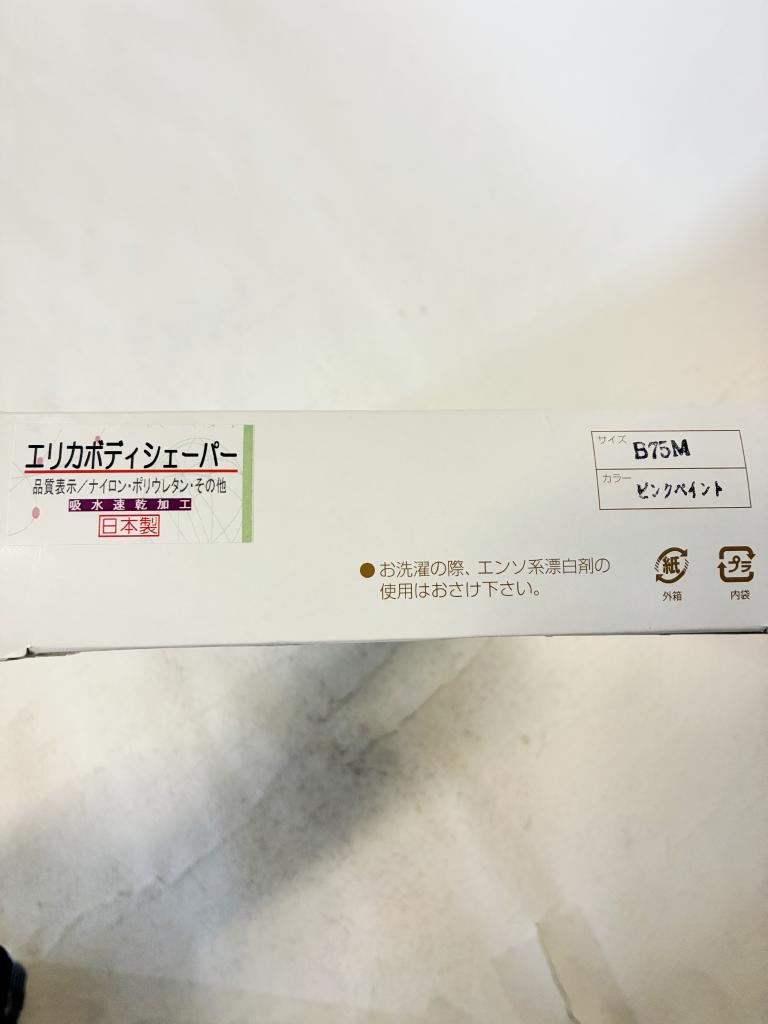 エリカボディシェーパー
品質表示／ナイロン・ポリウレタン・その他
吸水速乾加工
日本製
サイズ
B75M
カラー
ピンクペイント
●お洗濯の際、エンソ系漂白剤の
使用はおさけ下さい。
紙
外箱
プラ
内袋